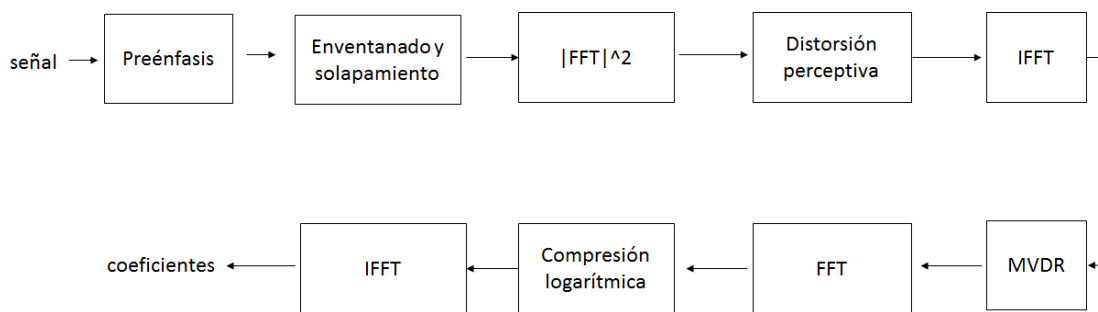 señal
Preénfasis
Enventanado y
solapamiento
|FFT|^2
Distorsión
perceptiva
IFFT
coeficientes
IFFT
Compresión
logarítmica
FFT
MVDR